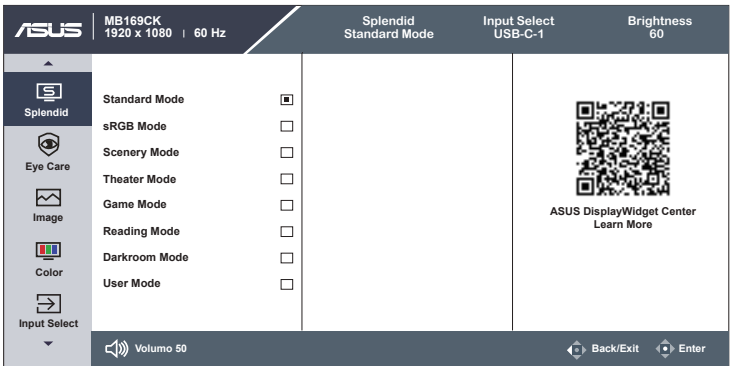 ASUS
MB169CK
1920 x 1080 | 60 Hz
Splendid
Standard Mode
Input Select
USB-C-1
Brightness
60
Splendid
Eye Care
Image
Color
Input Select
Standard Mode
sRGB Mode
Scenery Mode
Theater Mode
Game Mode
Reading Mode
Darkroom Mode
User Mode
ASUS DisplayWidget Center
Learn More
Volumo 50
Back/Exit
Enter